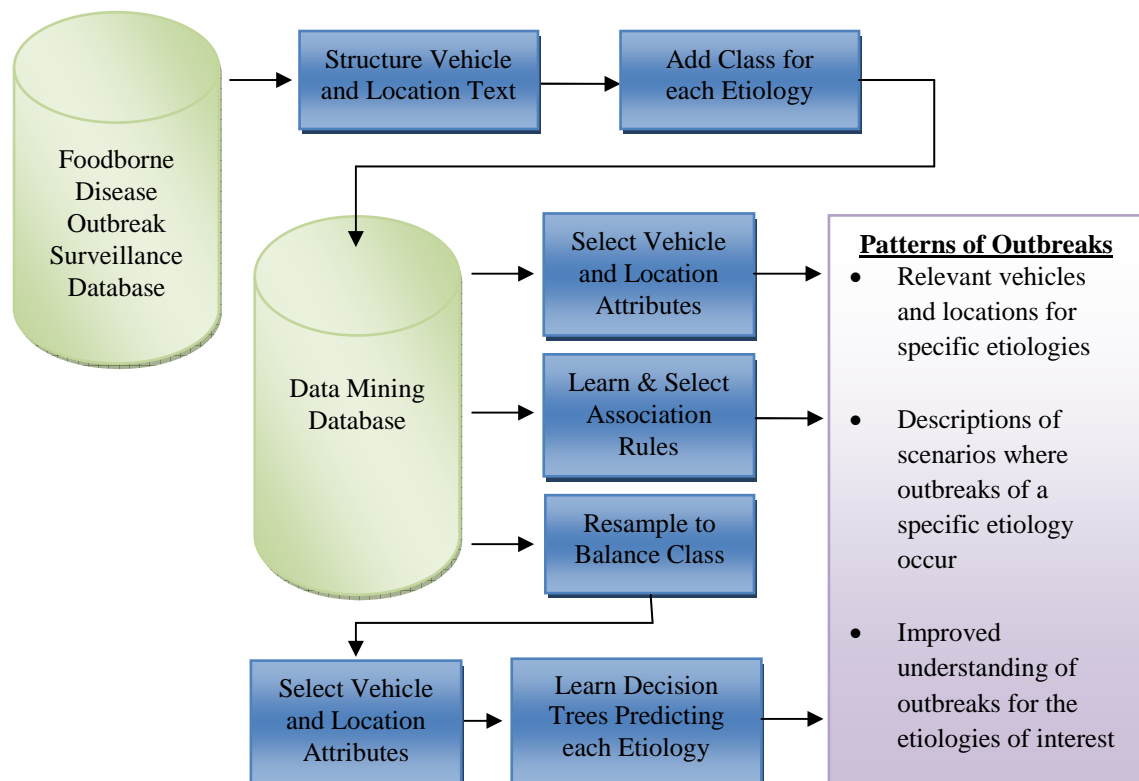 Foodborne
Disease
Outbreak
Surveillance
Database
Structure Vehicle
and Location Text
Add Class for
each Etiology
Data Mining
Database
Select Vehicle
and Location
Attributes
Learn & Select
Association
Rules
Resample to
Balance Class
Select Vehicle
and Location
Attributes
Learn Decision
Trees Predicting
each Etiology
Patterns of Outbreaks
• Relevant vehicles
and locations for
specific etiologies
• Descriptions of
scenarios where
outbreaks of a
specific etiology
occur
• Improved
understanding of
outbreaks for the
etiologies of interest